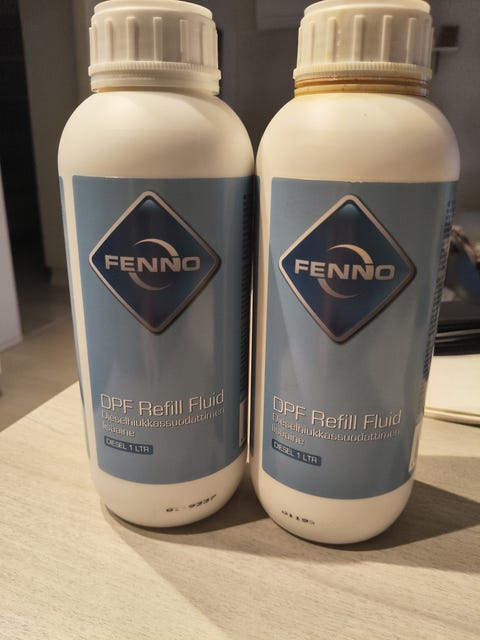 FENNO
DPF Refill Fluid
Dieselhiukkassuodattimen
lisäaine
DIESEL 1 LTR
FENNO
DPF Refill Fluid
Dieselhiukkassuodattimen
lisäaine
DIESEL 1 LTR